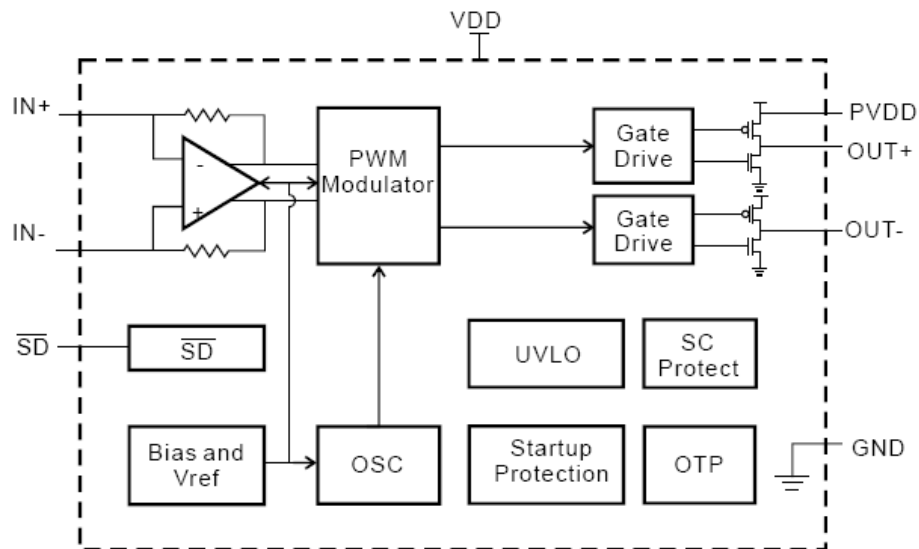 VDD
IN+
IN-
-
+
PWM
Modulator
Gate
Drive
Gate
Drive
PVDD
OUT+
OUT-
SD
SD
UVLO
SC
Protect
Bias and
Vref
OSC
Startup
Protection
OTP
GND